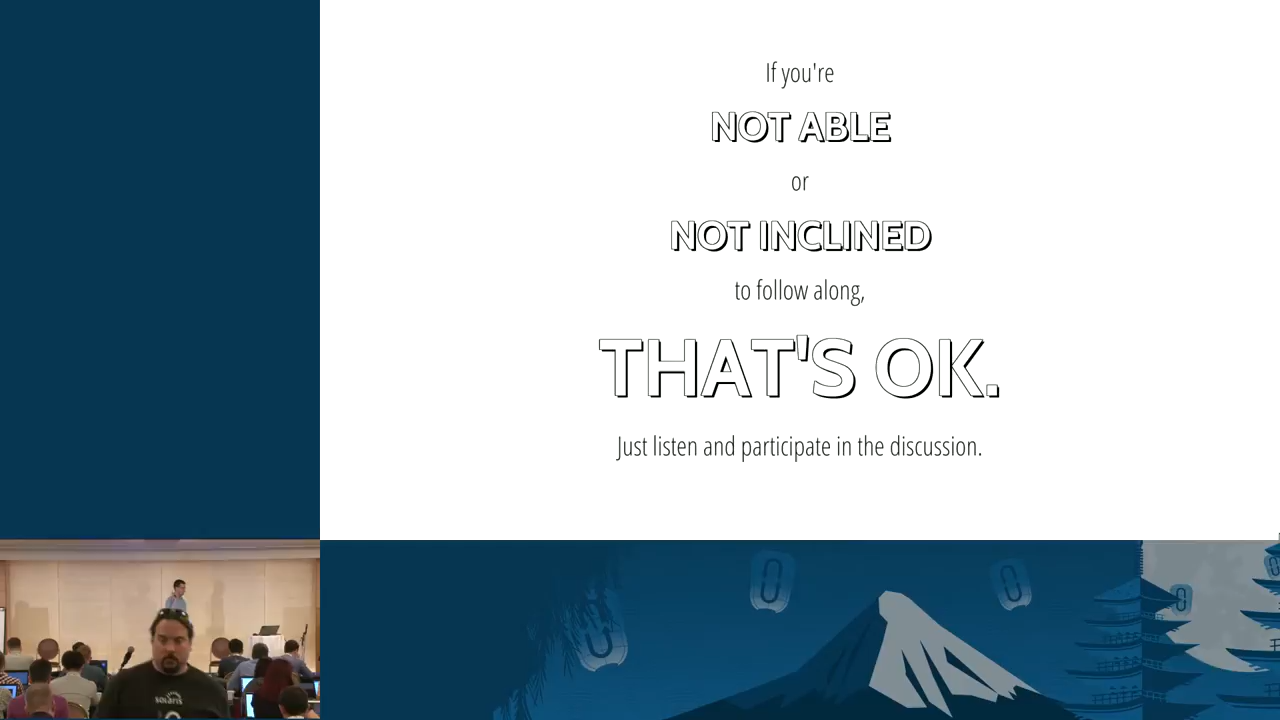 If you're
NOT ABLE
or
NOT INCLINED
to follow along,
THAT'S OK.
Just listen and participate in the discussion.
solaris